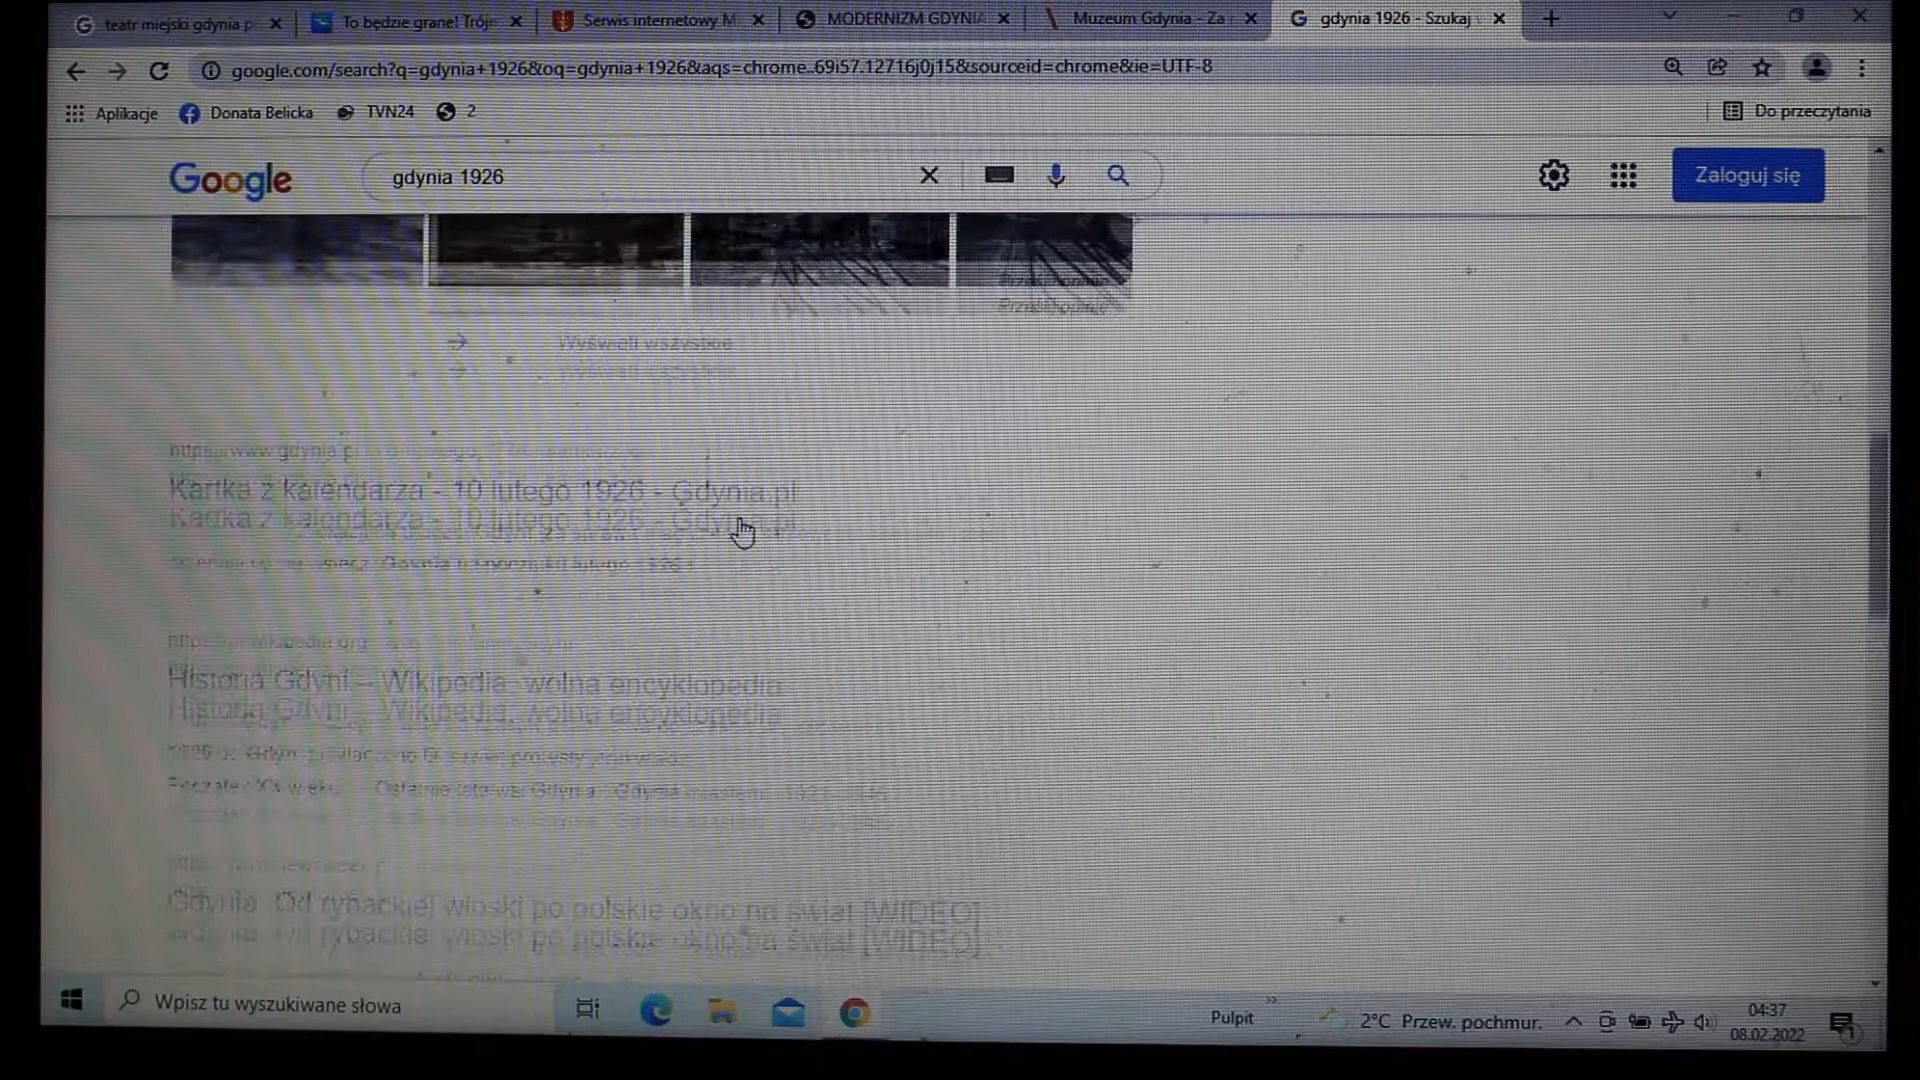 teatr miejski gdynia p
To będzie grane! Trójr
Serwis internetowy M
MODERNIZM GDYNIA
Muzeum Gdynia - Za
gdynia 1926 - Szukaj
google.com/search?q=gdynia+1926&oq=gdynia+1926&aqs=chrome..69i57.12716j0j15&sourceid=chrome&ie=UTF-8
Aplikacje
Donata Belicka
TVN24
2
Do przeczytania
Google
gdynia 1926
Zaloguj się
Wyświetl wszystkie
Kartka z kalendarza - 10 lutego 1926 - Gdynia.pl
Historia Gdyni – Wikipedia, wolna encyklopedia
Gdynia. Od rybackiej wioski po polskie okno na świat [WIDEO]
Wpisz tu wyszukiwane słowa
Pulpit
2°C Przew. pochmur.
04:37
08.02.2022
1